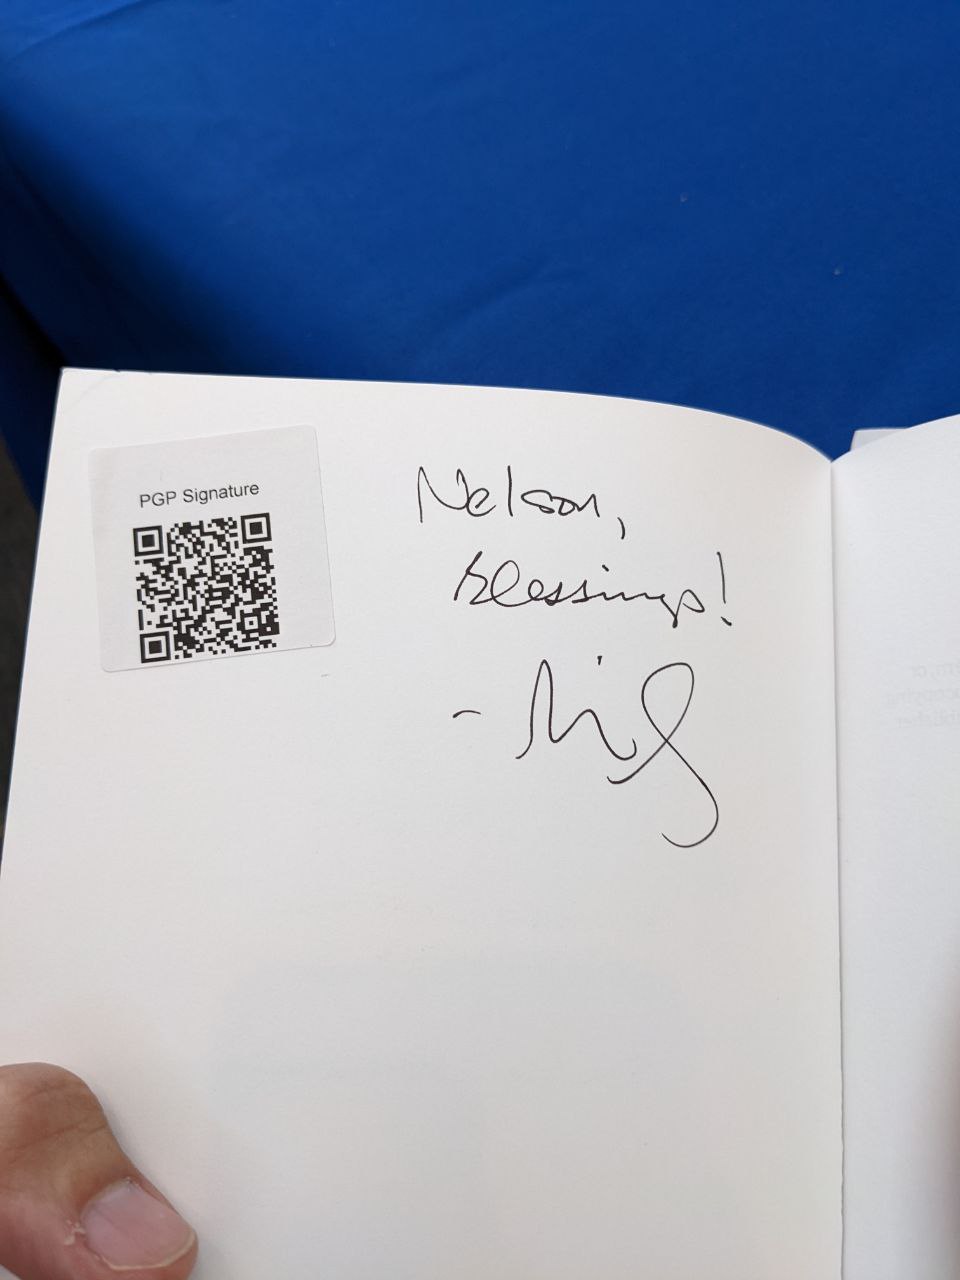 PGP Signature
Nelson,
Blessings!